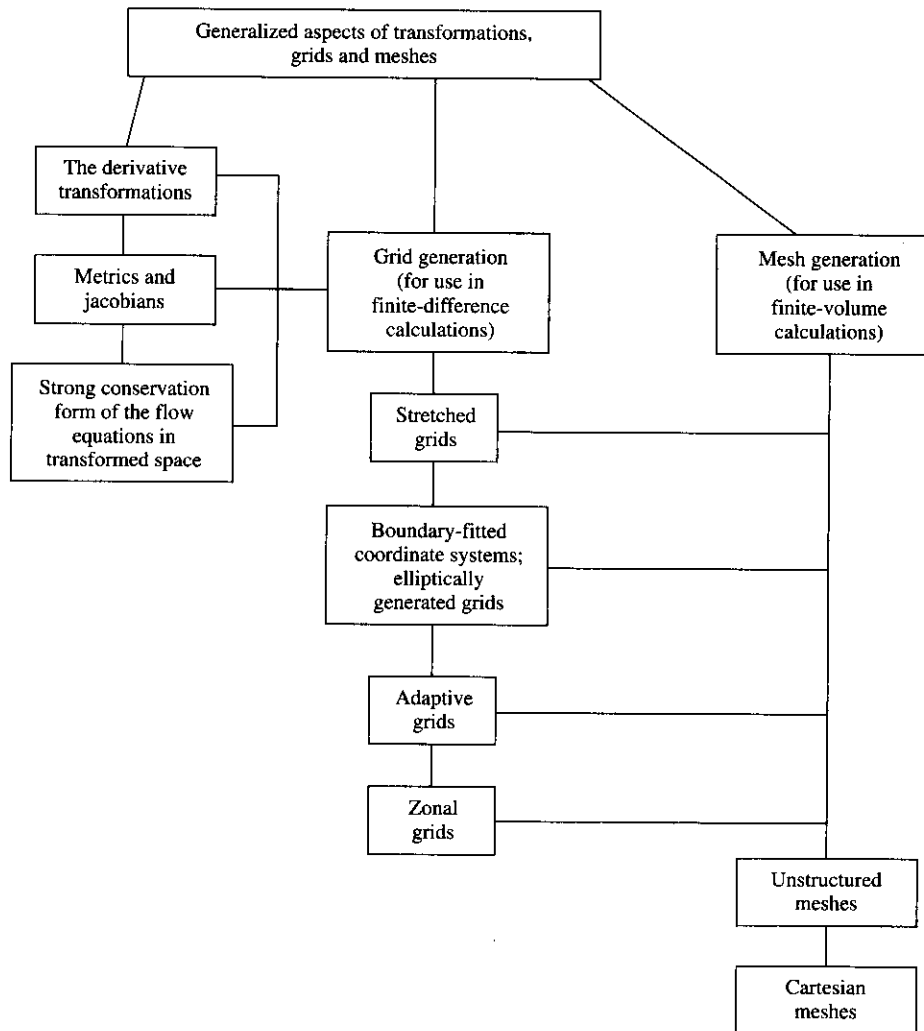 Generalized aspects of transformations,
grids and meshes
The derivative
transformations
Metrics and
jacobians
Strong conservation
form of the flow
equations in
transformed space
Grid generation
(for use in
finite-difference
calculations)
Stretched
grids
Boundary-fitted
coordinate systems;
elliptically
generated grids
Adaptive
grids
Zonal
grids
Mesh generation
(for use in
finite-volume
calculations)
Unstructured
meshes
Cartesian
meshes